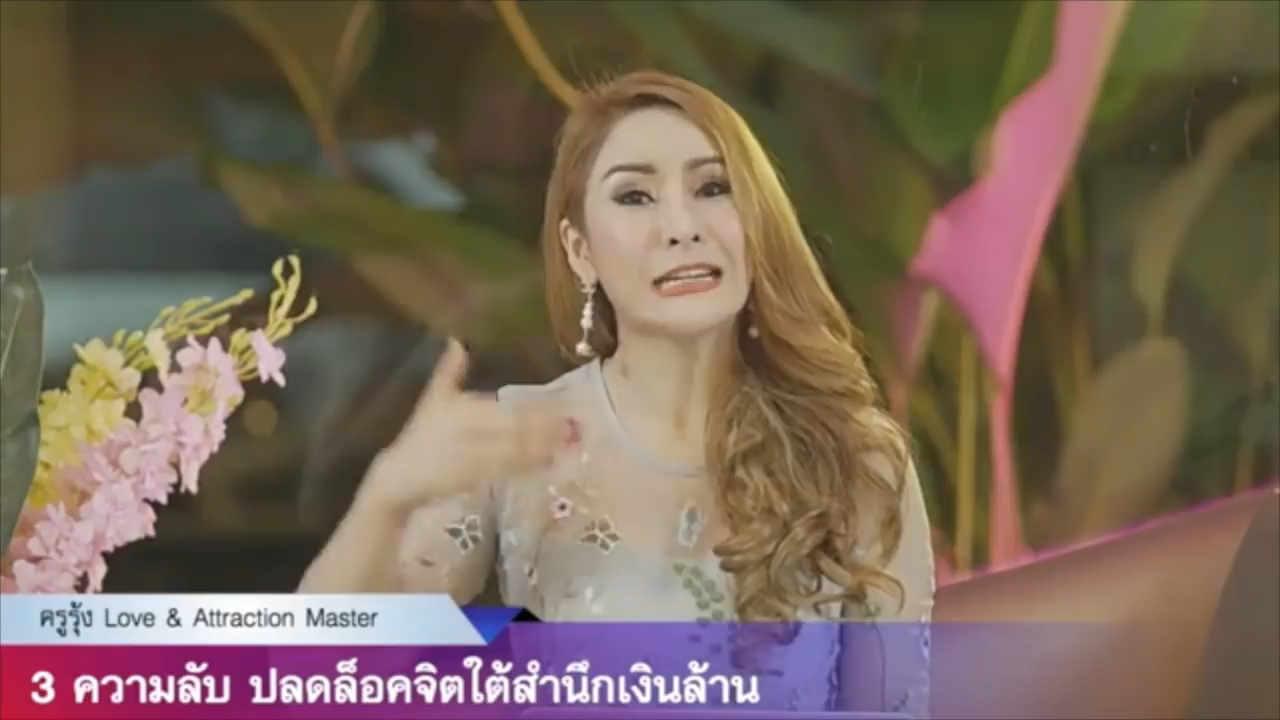 ครูรุ้ง Love & Attraction Master
3 ความลับ ปลดล็อคจิตใต้สำนึกเงินล้าน